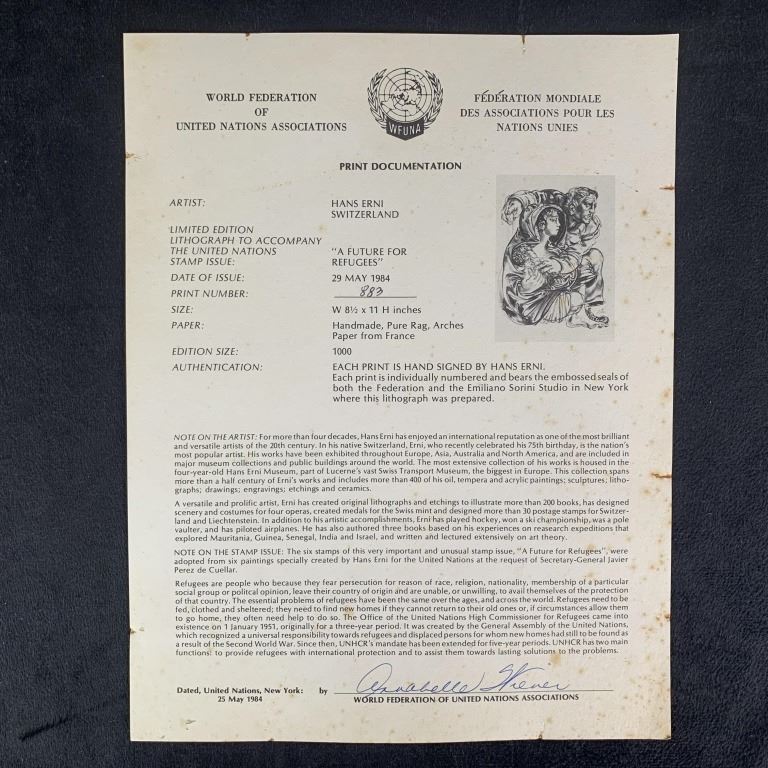 WORLD FEDERATION
OF
UNITED NATIONS ASSOCIATIONS
WFUNA
FÉDÉRATION MONDIALE
DES ASSOCIATIONS POUR LES
NATIONS UNIES
PRINT DOCUMENTATION
ARTIST: HANS ERNI
SWITZERLAND
LIMITED EDITION
LITHOGRAPH TO ACCOMPANY
THE UNITED NATIONS "A FUTURE FOR
STAMP ISSUE: REFUGEES"
DATE OF ISSUE: 29 MAY 1984
PRINT NUMBER: 883
SIZE: W 8½ x 11 H inches
PAPER: Handmade, Pure Rag, Arches
Paper from France
EDITION SIZE: 1000
AUTHENTICATION: EACH PRINT IS HAND SIGNED BY HANS ERNI.
Each print is individually numbered and bears the embossed seals of
both the Federation and the Emiliano Sorini Studio in New York
where this lithograph was prepared.
NOTE ON THE ARTIST: For more than four decades, Hans Erni has enjoyed an international reputation as one of the most brilliant
and versatile artists of the 20th century. In his native Switzerland, Erni, who recently celebrated his 75th birthday, is the nation's
most popular artist. His works have been exhibited throughout Europe, Asia, Australia and North America, and are included in
major museum collections and public buildings around the world. The most extensive collection of his works is housed in the
four-year-old Hans Erni Museum, part of Lucerne's vast Swiss Transport Museum, the biggest in Europe. This collection spans
more than a half century of Erni's works and includes more than 400 of his oil, tempera and acrylic paintings; sculptures; litho-
graphs; drawings; engravings; etchings and ceramics.
A versatile and prolific artist, Erni has created original lithographs and etchings to illustrate more than 200 books, has designed
scenery and costumes for four operas, created medals for the Swiss mint and designed more than 30 postage stamps for Switzer-
land and Liechtenstein. In addition to his artistic accomplishments, Erni has played hockey, won a ski championship, was a pole
vaulter, and has piloted airplanes. He has also authored three books based on his experiences on reasearch expeditions that
explored Mauritania, Guinea, Senegal, India and Israel, and written and lectured extensively on art theory.
NOTE ON THE STAMP ISSUE: The six stamps of this very important and unusual stamp issue, "A Future for Refugees", were
adopted from six paintings specially created by Hans Erni for the United Nations at the request of Secretary-General Javier
Perez de Cuellar.
Refugees are people who because they fear persecution for reason of race, religion, nationality, membership of a particular
social group or politcal opinion, leave their country of origin and are unable, or unwilling, to avail themselves of the protection
of that country. The essential problems of refugees have been the same over the ages, and across the world. Refugees need to be
fed, clothed and sheltered; they need to find new homes if they cannot return to their old ones or, if circumstances allow them
to go home, they often need help to do so. The Office of the United Nations High Commissioner for Refugees came into
existence on 1 January 1951, originally for a three-year period. It was created by the General Assembly of the United Nations,
which recognized a universal responsibility towards refugees and displaced persons for whom new homes had still to be found as
a result of the Second World War. Since then, UNHCR's mandate has been extended for five-year periods. UNHCR has two main
functions: to provide refugees with international protection and to assist them towards lasting solutions to the problems.
Dated, United Nations, New York: by Annabelle Wiener
25 May 1984 WORLD FEDERATION OF UNITED NATIONS ASSOCIATIONS